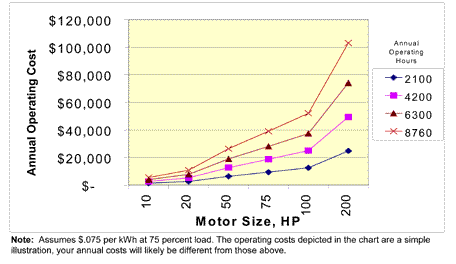 $120,000
$100,000
$80,000
$60,000
$40,000
$20,000
$-
Annual Operating Cost
10
20
50
75
100
200
Motor Size, HP
Annual
Operating
Hours
2100
4200
6300
8760
Note: Assumes $.075 per kWh at 75 percent load. The operating costs depicted in the chart are a simple
illustration, your annual costs will likely be different from those above.